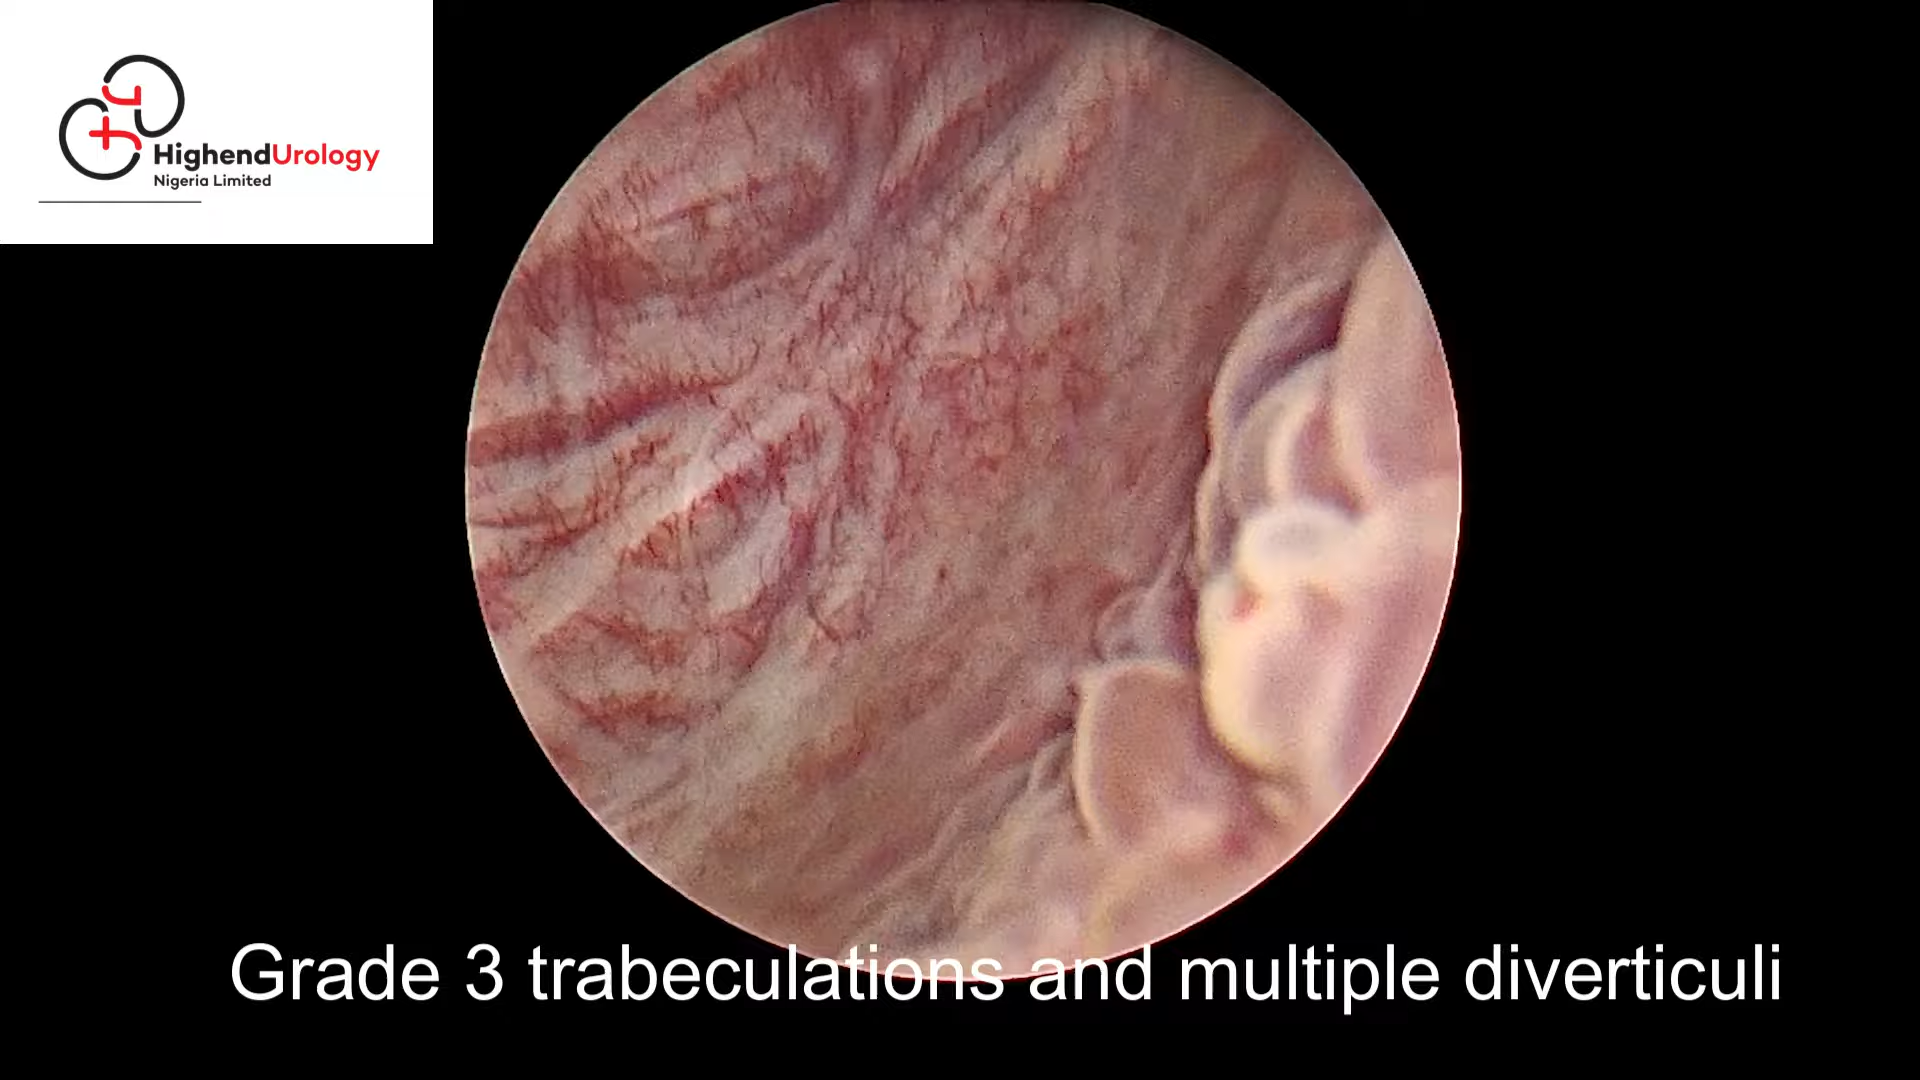 HighendUrology
Nigeria Limited
Grade 3 trabeculations and multiple diverticuli